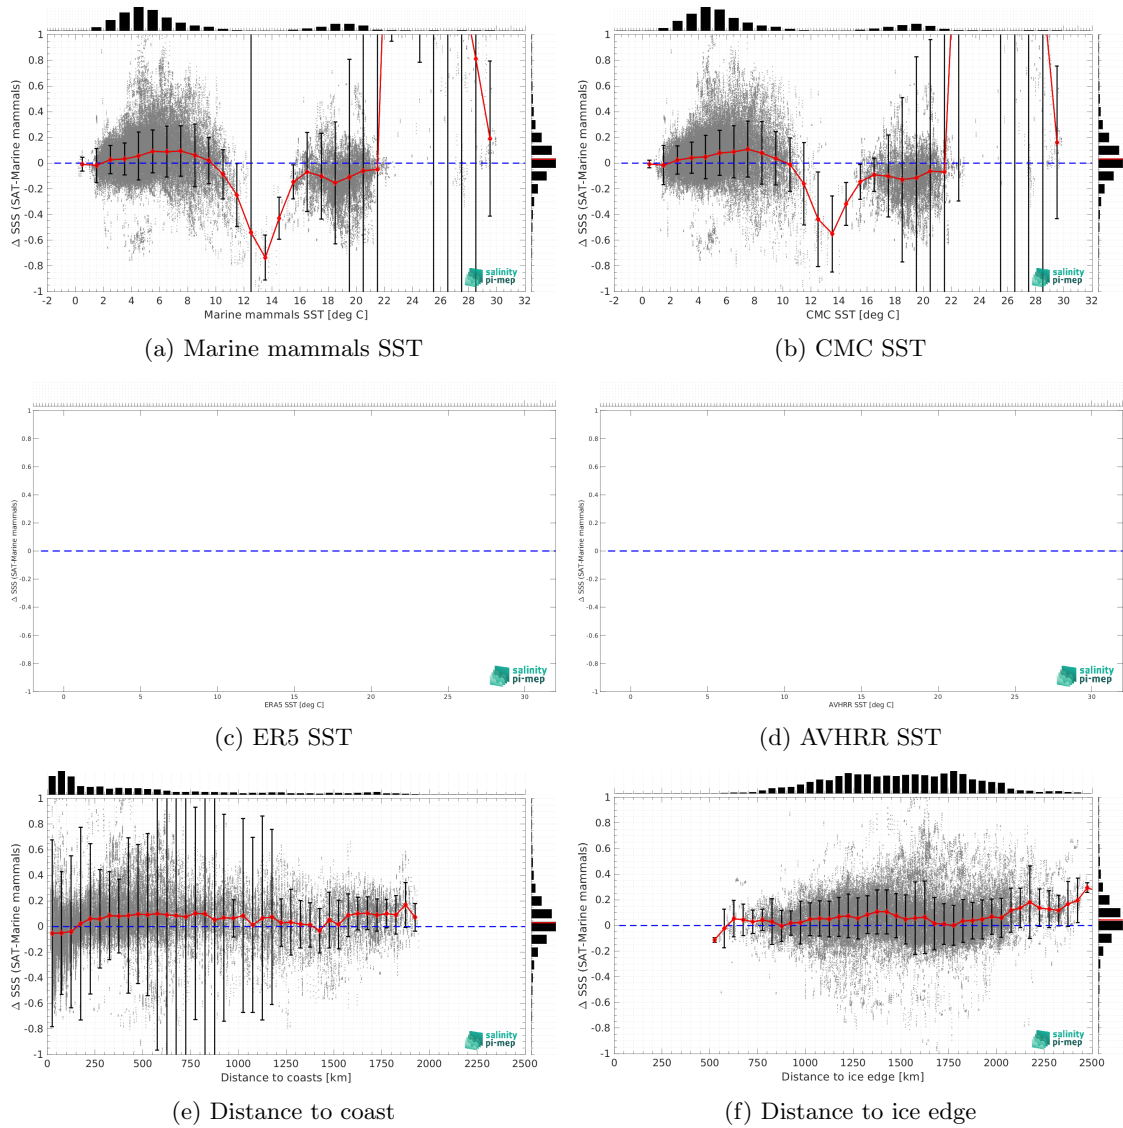 1
0.8
0.6
0.4
0.2
0
-0.2
-0.4
-0.6
-0.8
-1
Δ SSS (SAT-Marine mammals)
-2 0 2 4 6 8 10 12 14 16 18 20 22 24 26 28 30 32
Marine mammals SST [deg C]
salinity
pi-mep
(a) Marine mammals SST
1
0.8
0.6
0.4
0.2
0
-0.2
-0.4
-0.6
-0.8
-1
Δ SSS (SAT-Marine mammals)
-2 0 2 4 6 8 10 12 14 16 18 20 22 24 26 28 30 32
CMC SST [deg C]
salinity
pi-mep
(b) CMC SST
1
0.8
0.6
0.4
0.2
0
-0.2
-0.4
-0.6
-0.8
-1
Δ SSS (SAT-Marine mammals)
0 5 10 15 20 25 30
ERA5 SST [deg C]
salinity
pi-mep
(c) ER5 SST
1
0.8
0.6
0.4
0.2
0
-0.2
-0.4
-0.6
-0.8
-1
Δ SSS (SAT-Marine mammals)
0 5 10 15 20 25 30
AVHRR SST [deg C]
salinity
pi-mep
(d) AVHRR SST
1
0.8
0.6
0.4
0.2
0
-0.2
-0.4
-0.6
-0.8
-1
Δ SSS (SAT-Marine mammals)
0 250 500 750 1000 1250 1500 1750 2000 2250 2500
Distance to coasts [km]
salinity
pi-mep
(e) Distance to coast
1
0.8
0.6
0.4
0.2
0
-0.2
-0.4
-0.6
-0.8
-1
Δ SSS (SAT-Marine mammals)
0 500 1000 1500 2000 2500
Distance to ice edge [km]
salinity
pi-mep
(f) Distance to ice edge